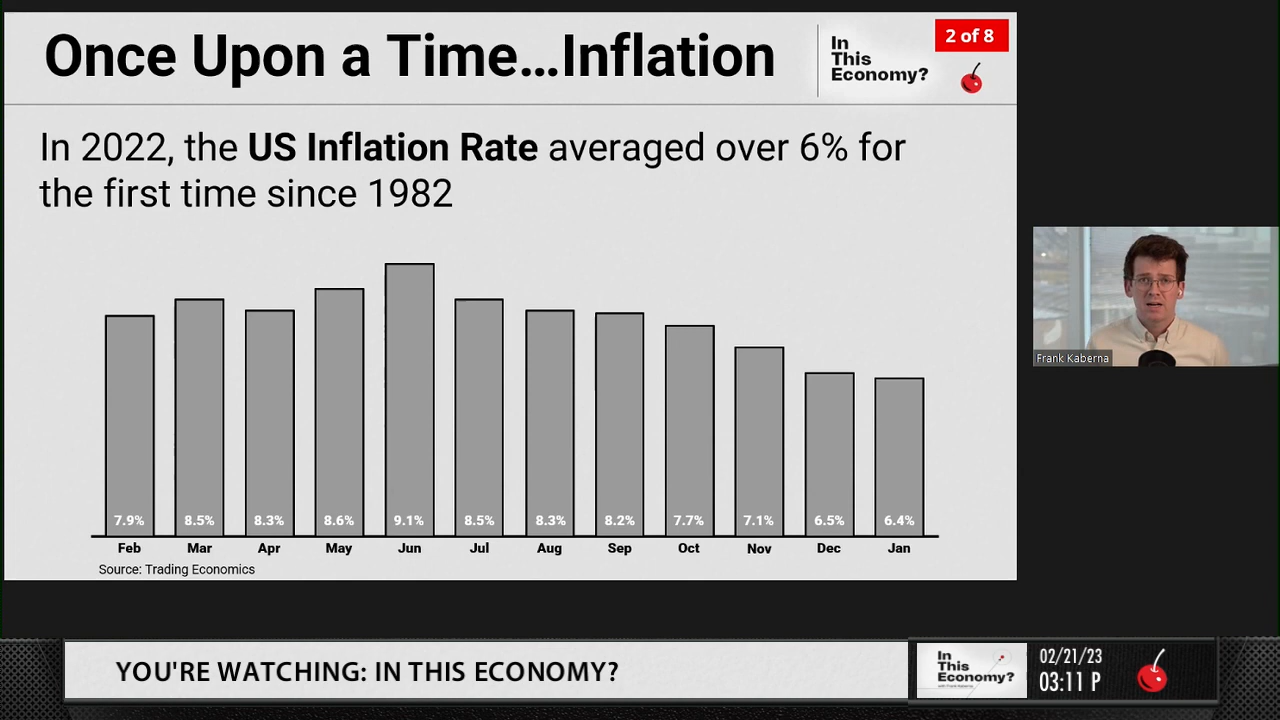 Once Upon a Time...Inflation
In
This
Economy?
2 of 8
In 2022, the US Inflation Rate averaged over 6% for
the first time since 1982
7.9% 8.5% 8.3% 8.6% 9.1% 8.5% 8.3% 8.2% 7.7% 7.1% 6.5% 6.4%
Feb Mar Apr May Jun Jul Aug Sep Oct Nov Dec Jan
Source: Trading Economics
Frank Kaberna
YOU'RE WATCHING: IN THIS ECONOMY?
In
This
Economy?
with Frank Kaberna
02/21/23
03:11 P